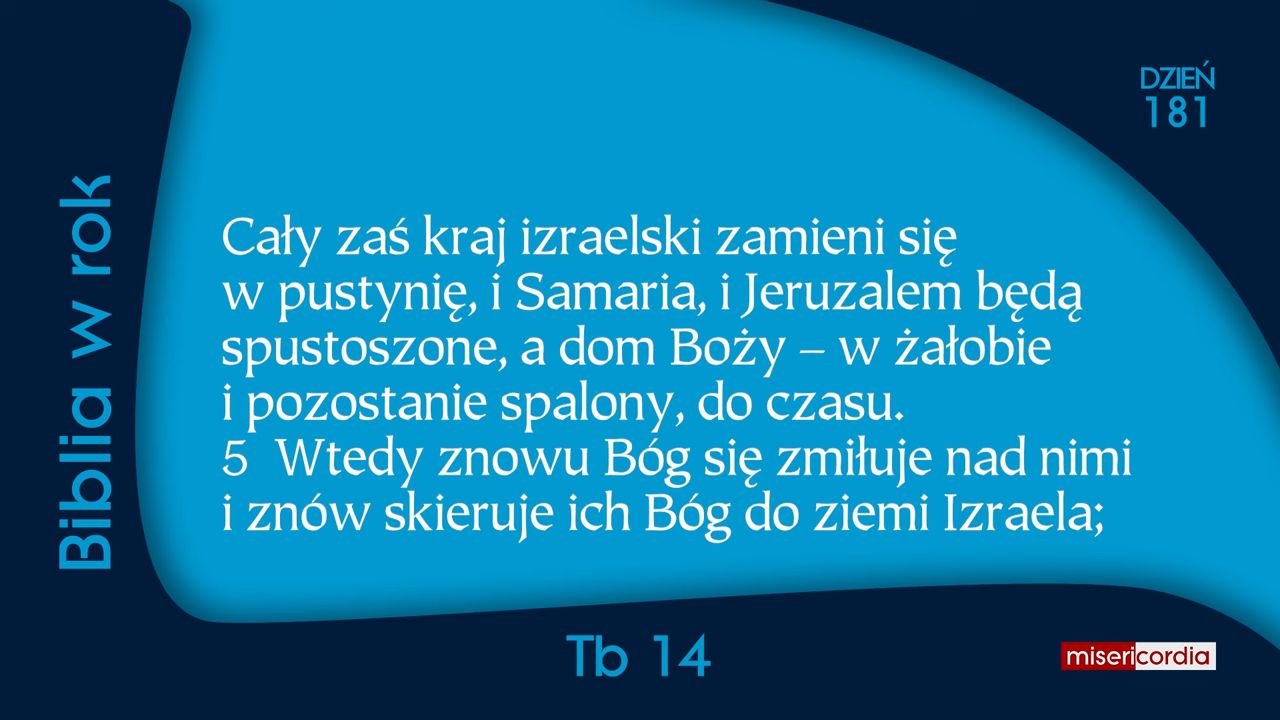 DZIEŃ
181
Biblia w rok
Cały zaś kraj izraelski zamieni się
w pustynię, i Samaria, i Jeruzalem będą
spustoszone, a dom Boży – w żałobie
i pozostanie spalony, do czasu.
5 Wtedy znowu Bóg się zmiłuje nad nimi
i znów skieruje ich Bóg do ziemi Izraela;
Tb 14
misericordia